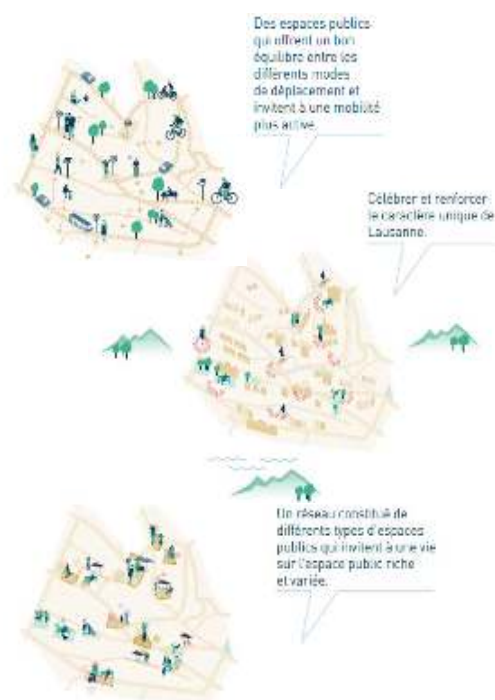 Des espaces publics
qui offrent un bon
équilibre entre les
différents modes
de déplacement et
invitent à une mobilité
plus active.
Célébrer et renforcer
le caractère unique de
Lausanne.
Un réseau constitué de
différents types d'espaces
publics qui invitent à une vie
sur l'espace public riche
et variée.